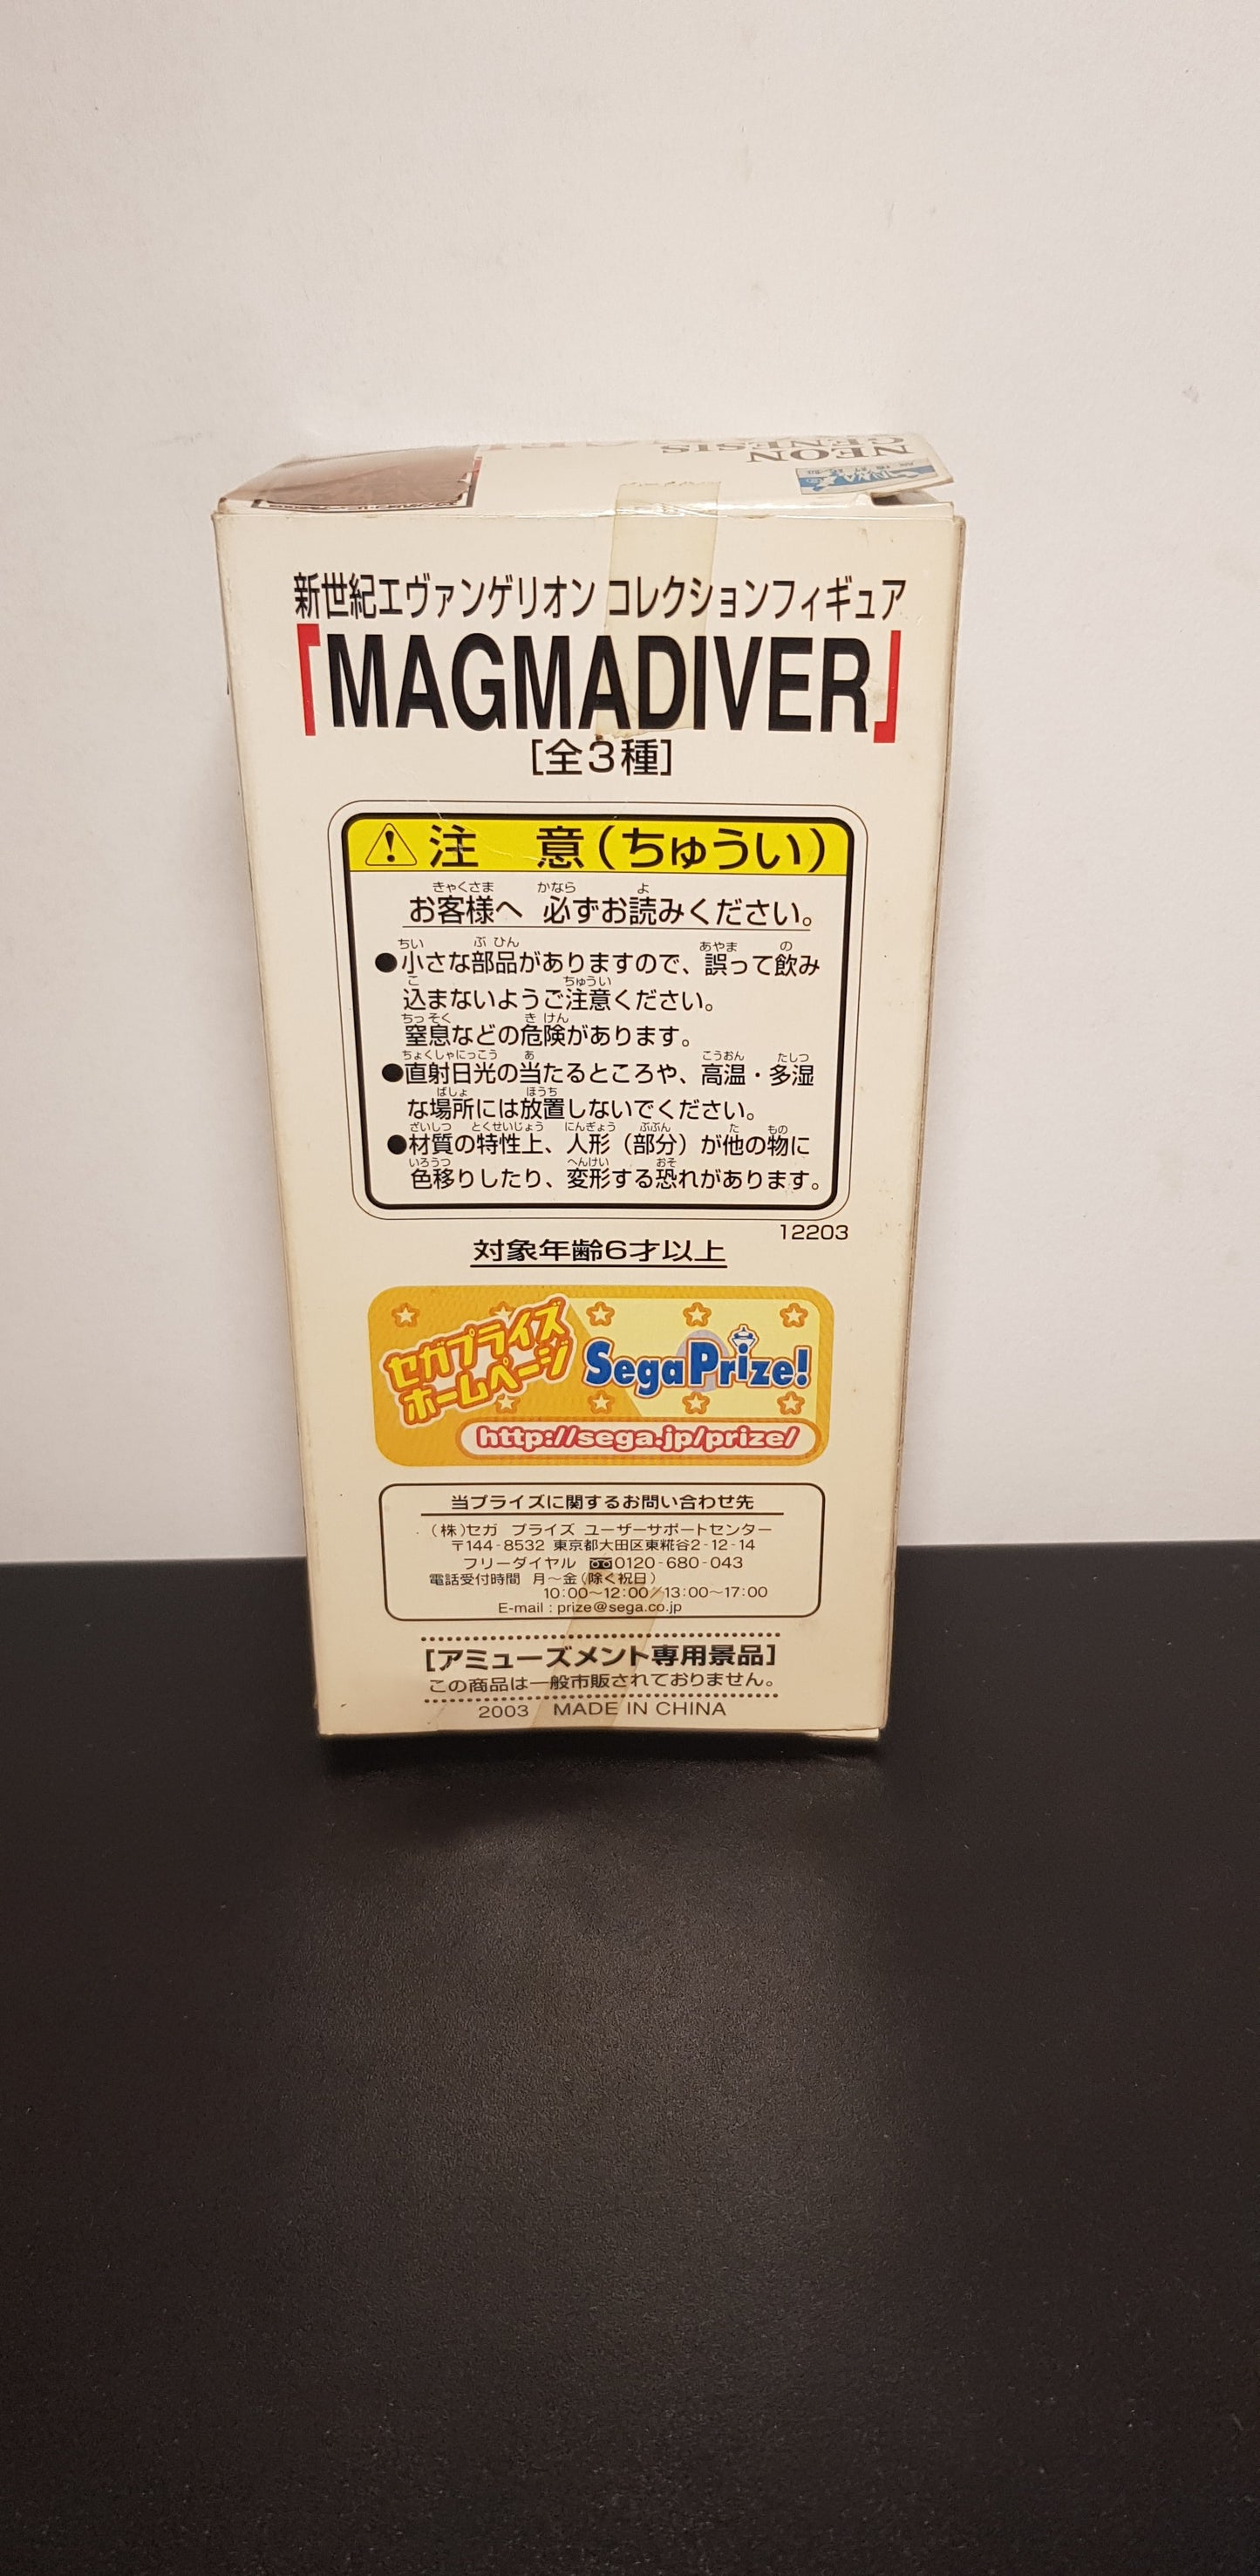 NEON
GENESIS
新世紀エヴァンゲリオン コレクションフィギュア
「MAGMADIVER」
[全3種]
注 意(ちゅうい)
きゃくさま かなら よ
お客様へ 必ずお読みください。
ちい ぶ ひん あやま の
●小さな部品がありますので、誤って飲み
こ ちゅうい
込まないようご注意ください。
ちっ そく き けん
窒息などの危険があります。
ちょくしゃにっこう あ こうおん たしつ
●直射日光の当たるところや、高温・多湿
ばしょ ほうち
な場所には放置しないでください。
ざいしつ とくせいじょう にんぎょう ぶぶん た もの
●材質の特性上、人形(部分)が他の物に
いろうつ へんけい おそ
色移りしたり、変形する恐れがあります。
12203
対象年齢6才以上
セガプライズ
ホームページ
SegaPrize!
http://sega.jp/prize/
当プライズに関するお問い合わせ先
(株)セガ プライズ ユーザーサポートセンター
〒144-8532 東京都大田区東糀谷2-12-14
フリーダイヤル 0120-680-043
電話受付時間 月～金(除く祝日)
10:00～12:00/13:00～17:00
E-mail : prize@sega.co.jp
[アミューズメント専用景品]
この商品は一般市販されておりません。
2003 MADE IN CHINA